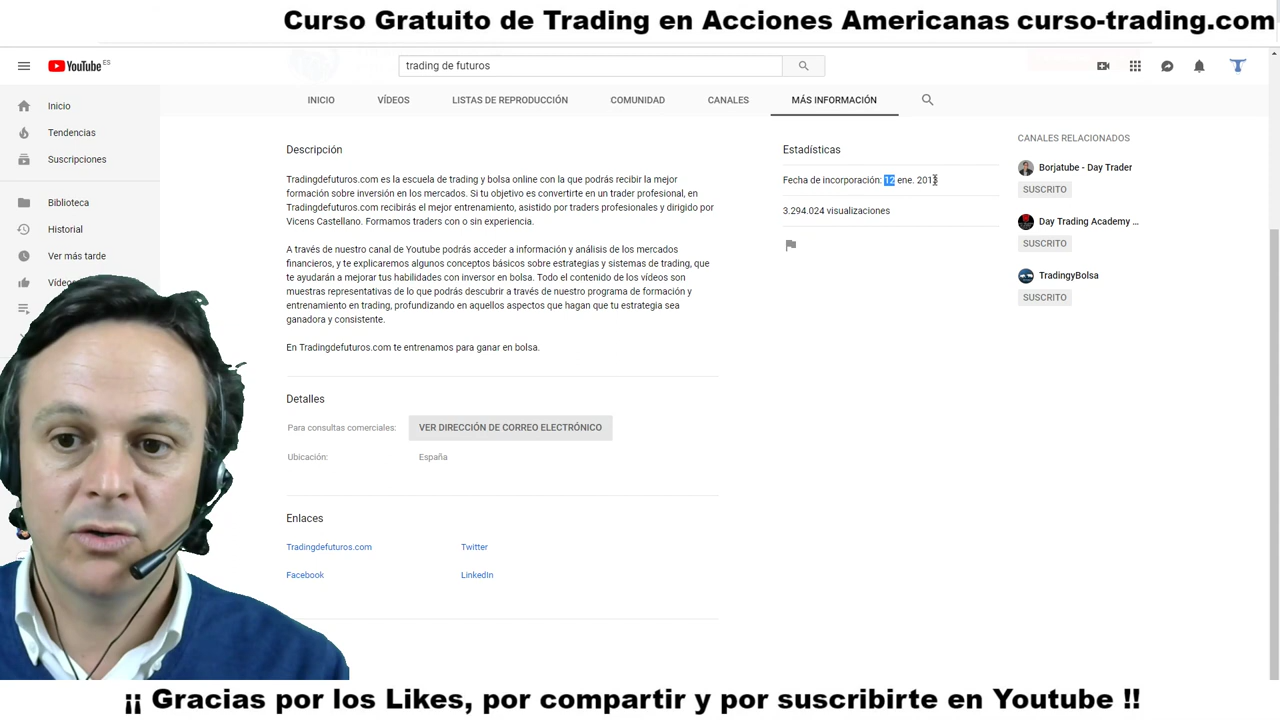 Curso Gratuito de Trading en Acciones Americanas curso-trading.com
YouTube ES
trading de futuros
Inicio
Tendencias
Suscripciones
Biblioteca
Historial
Ver más tarde
INICIO VÍDEOS LISTAS DE REPRODUCCIÓN COMUNIDAD CANALES MÁS INFORMACIÓN
Descripción
Tradingdefuturos.com es la escuela de trading y bolsa online con la que podrás recibir la mejor
formación sobre inversión en los mercados. Si tu objetivo es convertirte en un trader profesional, en
Tradingdefuturos.com recibirás el mejor entrenamiento, asistido por traders profesionales y dirigido por
Vicens Castellano. Formamos traders con o sin experiencia.
A través de nuestro canal de Youtube podrás acceder a información y análisis de los mercados
financieros, y te explicaremos algunos conceptos básicos sobre estrategias y sistemas de trading, que
te ayudarán a mejorar tus habilidades con inversor en bolsa. Todo el contenido de los vídeos son
muestras representativas de lo que podrás descubrir a través de nuestro programa de formación y
entrenamiento en trading, profundizando en aquellos aspectos que hagan que tu estrategia sea
ganadora y consistente.
En Tradingdefuturos.com te entrenamos para ganar en bolsa.
Detalles
Para consultas comerciales: VER DIRECCIÓN DE CORREO ELECTRÓNICO
Ubicación: España
Enlaces
Tradingdefuturos.com Twitter
Facebook LinkedIn
Estadísticas
Fecha de incorporación: 12 ene.
3.294.024 visualizaciones
CANALES RELACIONADOS
Borjatube - Day Trader
SUSCRITO
Day Trading Academy ...
SUSCRITO
TradingyBolsa
SUSCRITO
¡¡ Gracias por los Likes, por compartir y por suscribirte en Youtube !!